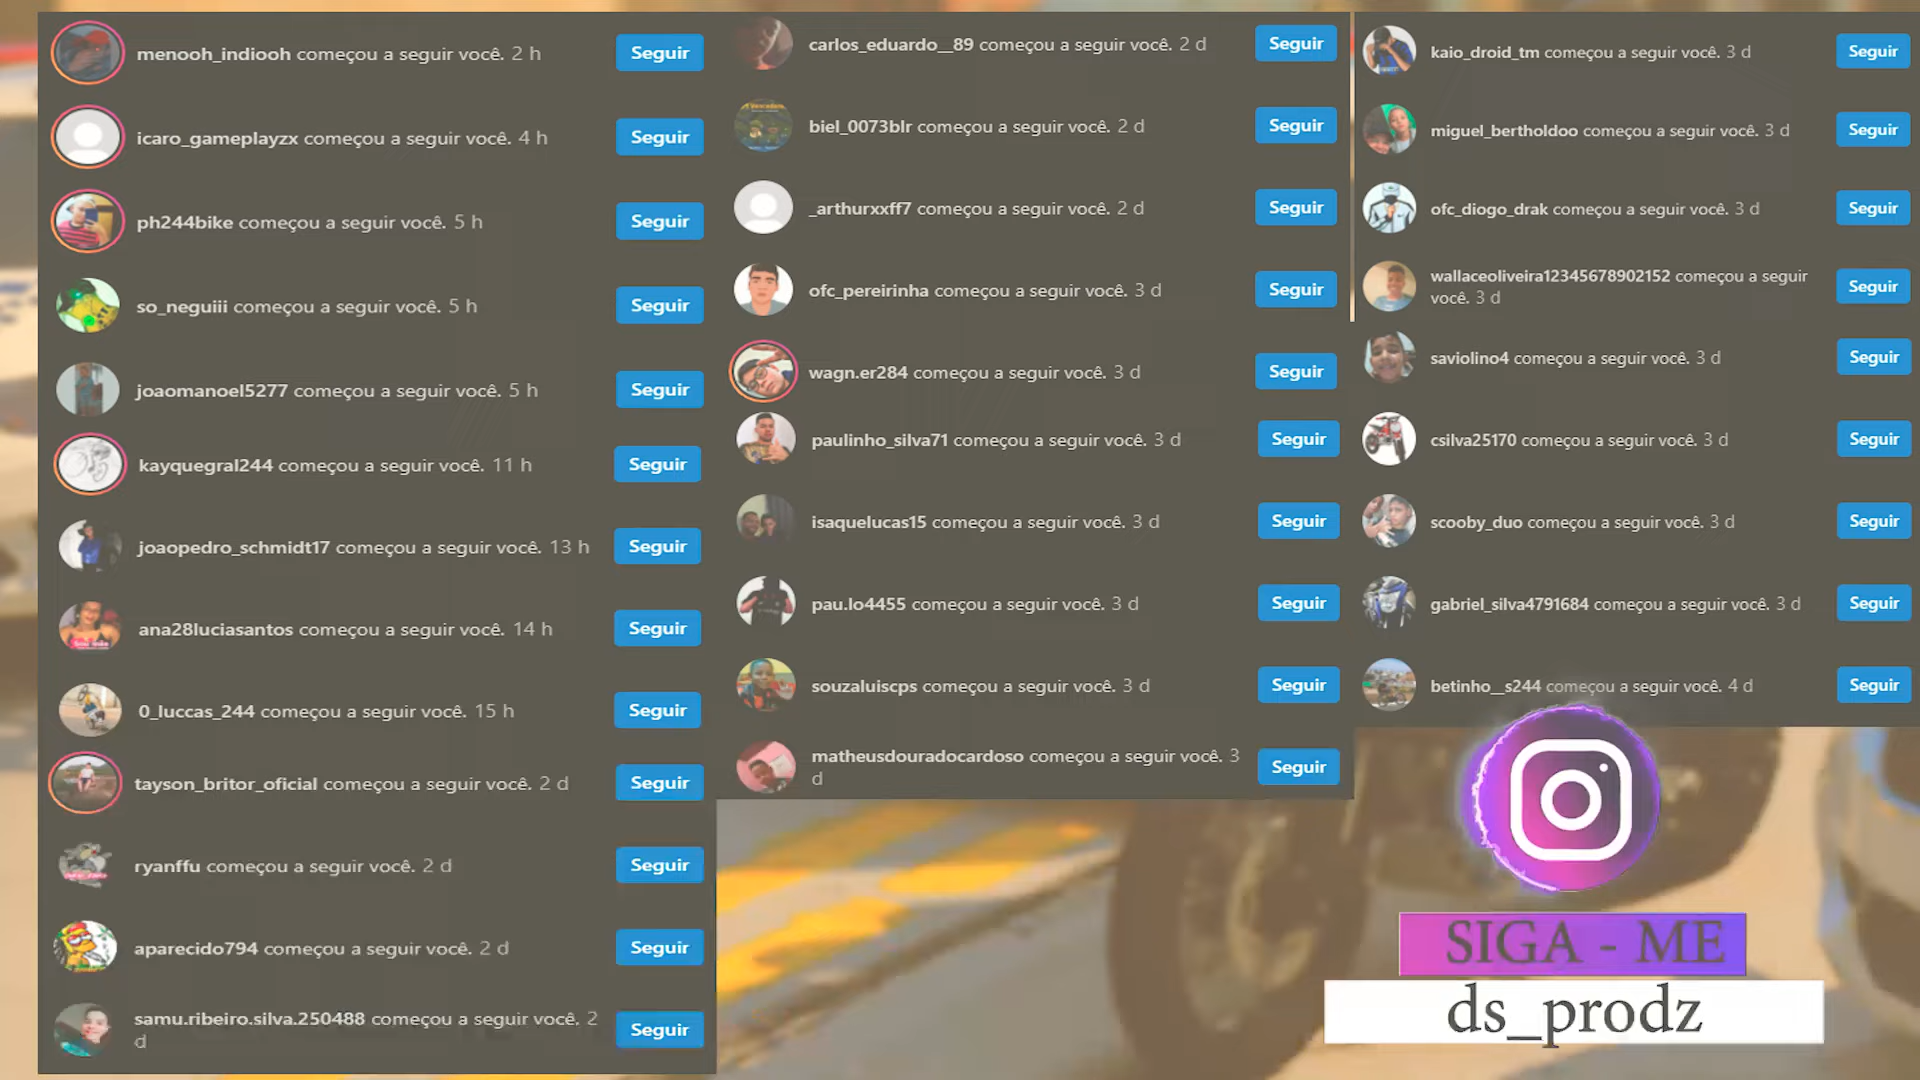 menooh_indiooh começou a seguir você. 2 h Seguir
icaro_gameplayzx começou a seguir você. 4 h Seguir
ph244bike começou a seguir você. 5 h Seguir
so_neguiii começou a seguir você. 5 h Seguir
joaomanoel5277 começou a seguir você. 5 h Seguir
kayquegral244 começou a seguir você. 11 h Seguir
joaopedro_schmidt17 começou a seguir você. 13 h Seguir
ana28luciasantos começou a seguir você. 14 h Seguir
0_luccas_244 começou a seguir você. 15 h Seguir
tayson_britor_oficial começou a seguir você. 2 d Seguir
ryanffu começou a seguir você. 2 d Seguir
aparecido794 começou a seguir você. 2 d Seguir
samu.ribeiro.silva.250488 começou a seguir você. 2
d Seguir
carlos_eduardo__89 começou a seguir você. 2 d Seguir
biel_0073blr começou a seguir você. 2 d Seguir
_arthurxxff7 começou a seguir você. 2 d Seguir
ofc_pereirinha começou a seguir você. 3 d Seguir
wagn.er284 começou a seguir você. 3 d Seguir
paulinho_silva71 começou a seguir você. 3 d Seguir
isaquelucas15 começou a seguir você. 3 d Seguir
pau.lo4455 começou a seguir você. 3 d Seguir
souzaluiscps começou a seguir você. 3 d Seguir
matheusdouradocardoso começou a seguir você. 3
d Seguir
kaio_droid_tm começou a seguir você. 3 d Seguir
miguel_bertholdoo começou a seguir você. 3 d Seguir
ofc_diogo_drak começou a seguir você. 3 d Seguir
wallaceoliveira12345678902152 começou a seguir
você. 3 d Seguir
saviolino4 começou a seguir você. 3 d Seguir
csilva25170 começou a seguir você. 3 d Seguir
scooby_duo começou a seguir você. 3 d Seguir
gabriel_silva4791684 começou a seguir você. 3 d Seguir
betinho__s244 começou a seguir você. 4 d Seguir
SIGA - ME
ds_prodz